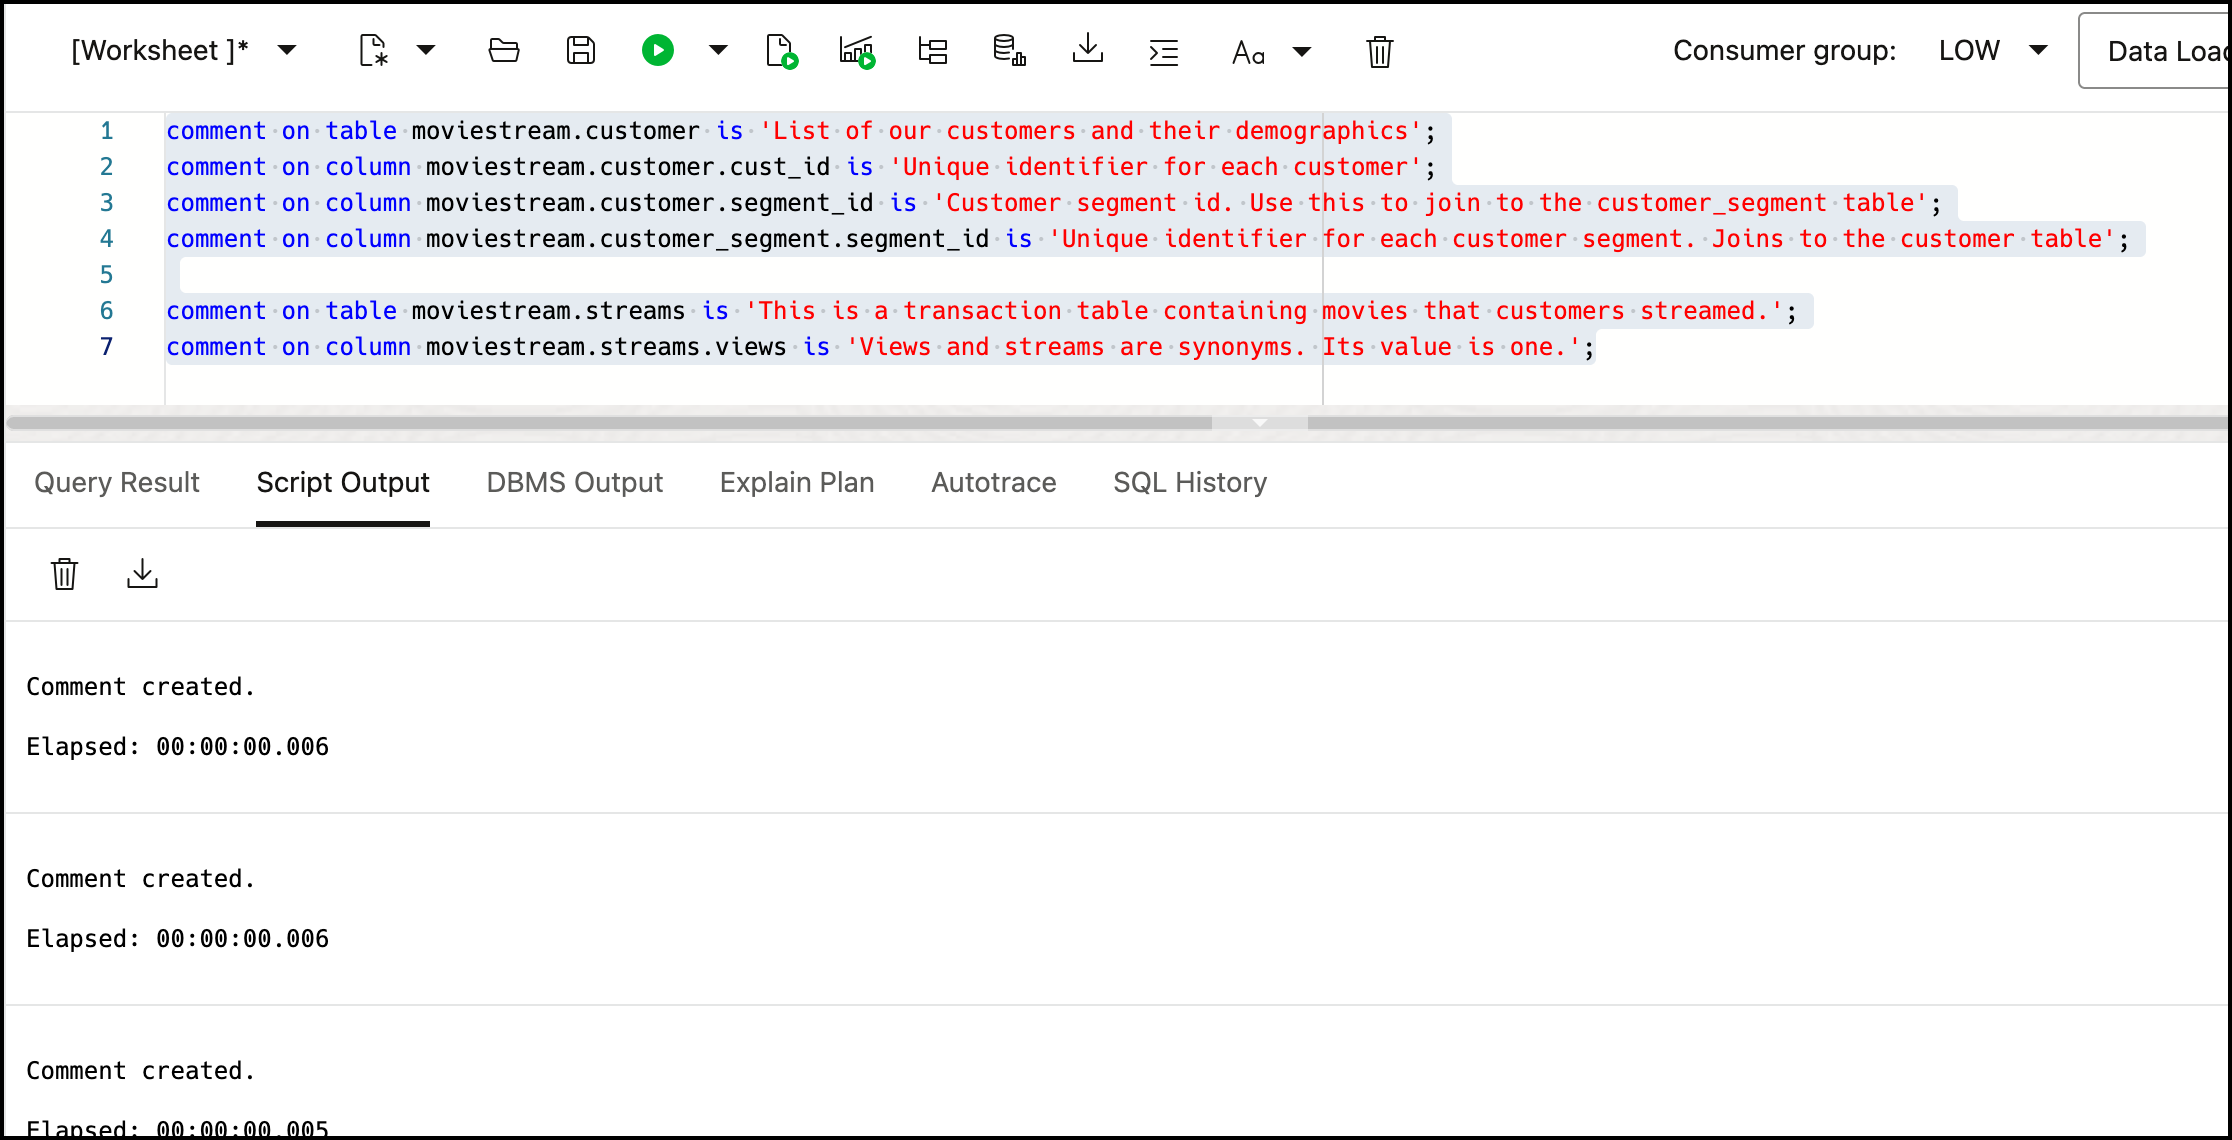 [Worksheet ]* Aa Consumer group: LOW Data Loa
1 comment on table moviestream.customer is 'List of our customers and their demographics';
2 comment on column moviestream.customer.cust_id is 'Unique identifier for each customer';
3 comment on column moviestream.customer.segment_id is 'Customer segment id. Use this to join to the customer_segment table';
4 comment on column moviestream.customer_segment.segment_id is 'Unique identifier for each customer segment. Joins to the customer table';
5
6 comment on table moviestream.streams is 'This is a transaction table containing movies that customers streamed.';
7 comment on column moviestream.streams.views is 'Views and streams are synonyms. Its value is one.';
Query Result Script Output DBMS Output Explain Plan Autotrace SQL History
Comment created.
Elapsed: 00:00:00.006
Comment created.
Elapsed: 00:00:00.006
Comment created.
Elapsed: 00:00:00.005